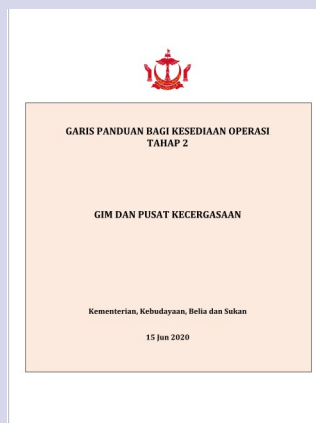 GARIS PANDUAN BAGI KESEDIAAN OPERASI
TAHAP 2
GIM DAN PUSAT KECERGASAAN
Kementerian, Kebudayaan, Belia dan Sukan
15 Jun 2020